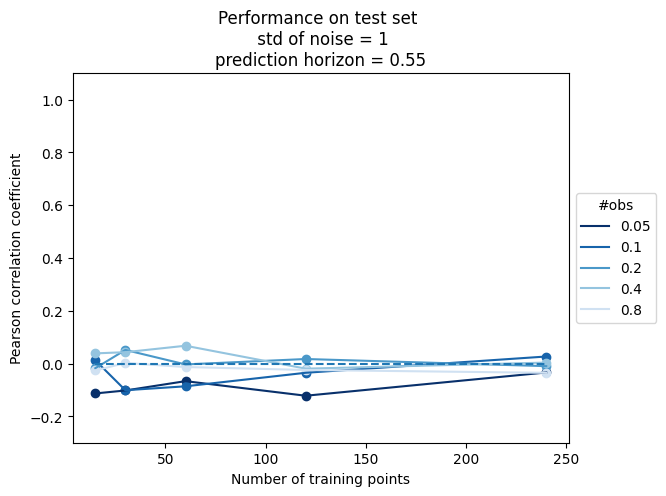 Performance on test set
std of noise = 1
prediction horizon = 0.55
Pearson correlation coefficient
1.0
0.8
0.6
0.4
0.2
0.0
−0.2
50
100
150
200
250
Number of training points
#obs
0.05
0.1
0.2
0.4
0.8